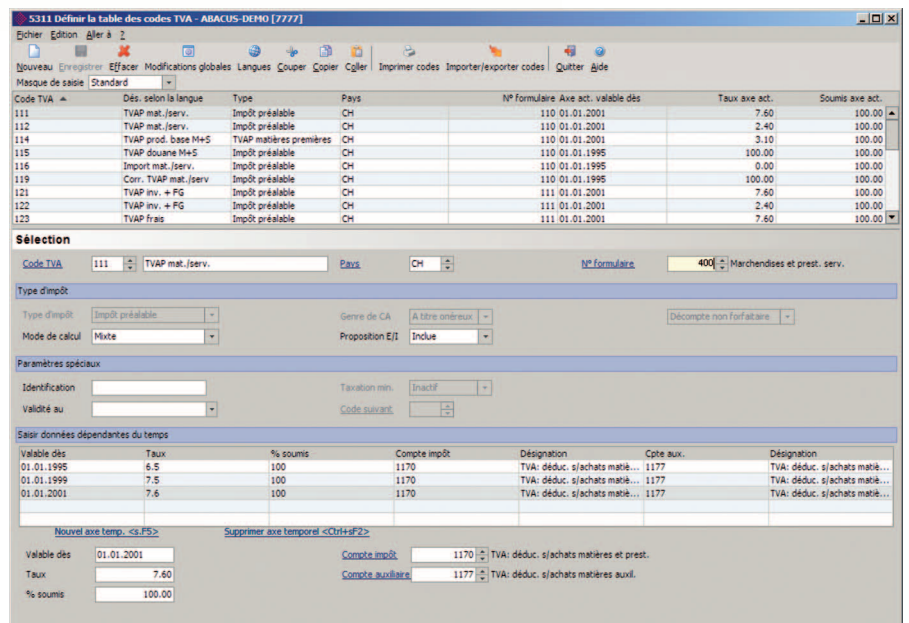 5311 Définir la table des codes TVA - ABACUS-DEMO [7777]
Fichier Edition Aller à ?
Nouveau Enregistrer Effacer Modifications globales Langues Couper Copier Coller Imprimer codes Importer/exporter codes Quitter Aide
Masque de saisie Standard
Code TVA Dés. selon la langue Type Pays N° formulaire Axe act. valable dès Taux axe act. Soumis axe act.
111 TVAP mat./serv. Impôt préalable CH 110 01.01.2001 7.60 100.00
112 TVAP mat./serv. Impôt préalable CH 110 01.01.2001 2.40 100.00
114 TVAP prod. base M+S TVAP matières premières CH 110 01.01.2001 3.10 100.00
115 TVAP douane M+S Impôt préalable CH 110 01.01.1995 100.00 100.00
116 Import mat./serv. Impôt préalable CH 110 01.01.1995 0.00 100.00
119 Corr. TVAP mat./serv Impôt préalable CH 110 01.01.1995 100.00 100.00
121 TVAP inv. + FG Impôt préalable CH 111 01.01.2001 7.60 100.00
122 TVAP inv. + FG Impôt préalable CH 111 01.01.2001 2.40 100.00
123 TVAP frais Impôt préalable CH 111 01.01.2001 7.60 100.00
Sélection
Code TVA 111 TVAP mat./serv. Pays CH N° formulaire 400 Marchendises et prest. serv.
Type d'impôt
Type d'impôt Impôt préalable Genre de CA A titre onéreux Décompte non forfaitaire
Mode de calcul Mixte Proposition E/I Inclue
Paramètres spéciaux
Identification Taxation min. Inactif
Validité au Code suivant
Saisir données dépendantes du temps
Valable dès Taux % soumis Compte impôt Désignation Cpte aux. Désignation
01.01.1995 6.5 100 1170 TVA: déduc. s/achats matiè... 1177 TVA: déduc. s/achats matiè...
01.01.1999 7.5 100 1170 TVA: déduc. s/achats matiè... 1177 TVA: déduc. s/achats matiè...
01.01.2001 7.6 100 1170 TVA: déduc. s/achats matiè... 1177 TVA: déduc. s/achats matiè...
Nouvel axe temp. <s.F5> Supprimer axe temporel <Ctrl+sF2>
Valable dès 01.01.2001 Compte impôt 1170 TVA: déduc. s/achats matières et prest.
Taux 7.60 Compte auxiliaire 1177 TVA: déduc. s/achats matières auxil.
% soumis 100.00